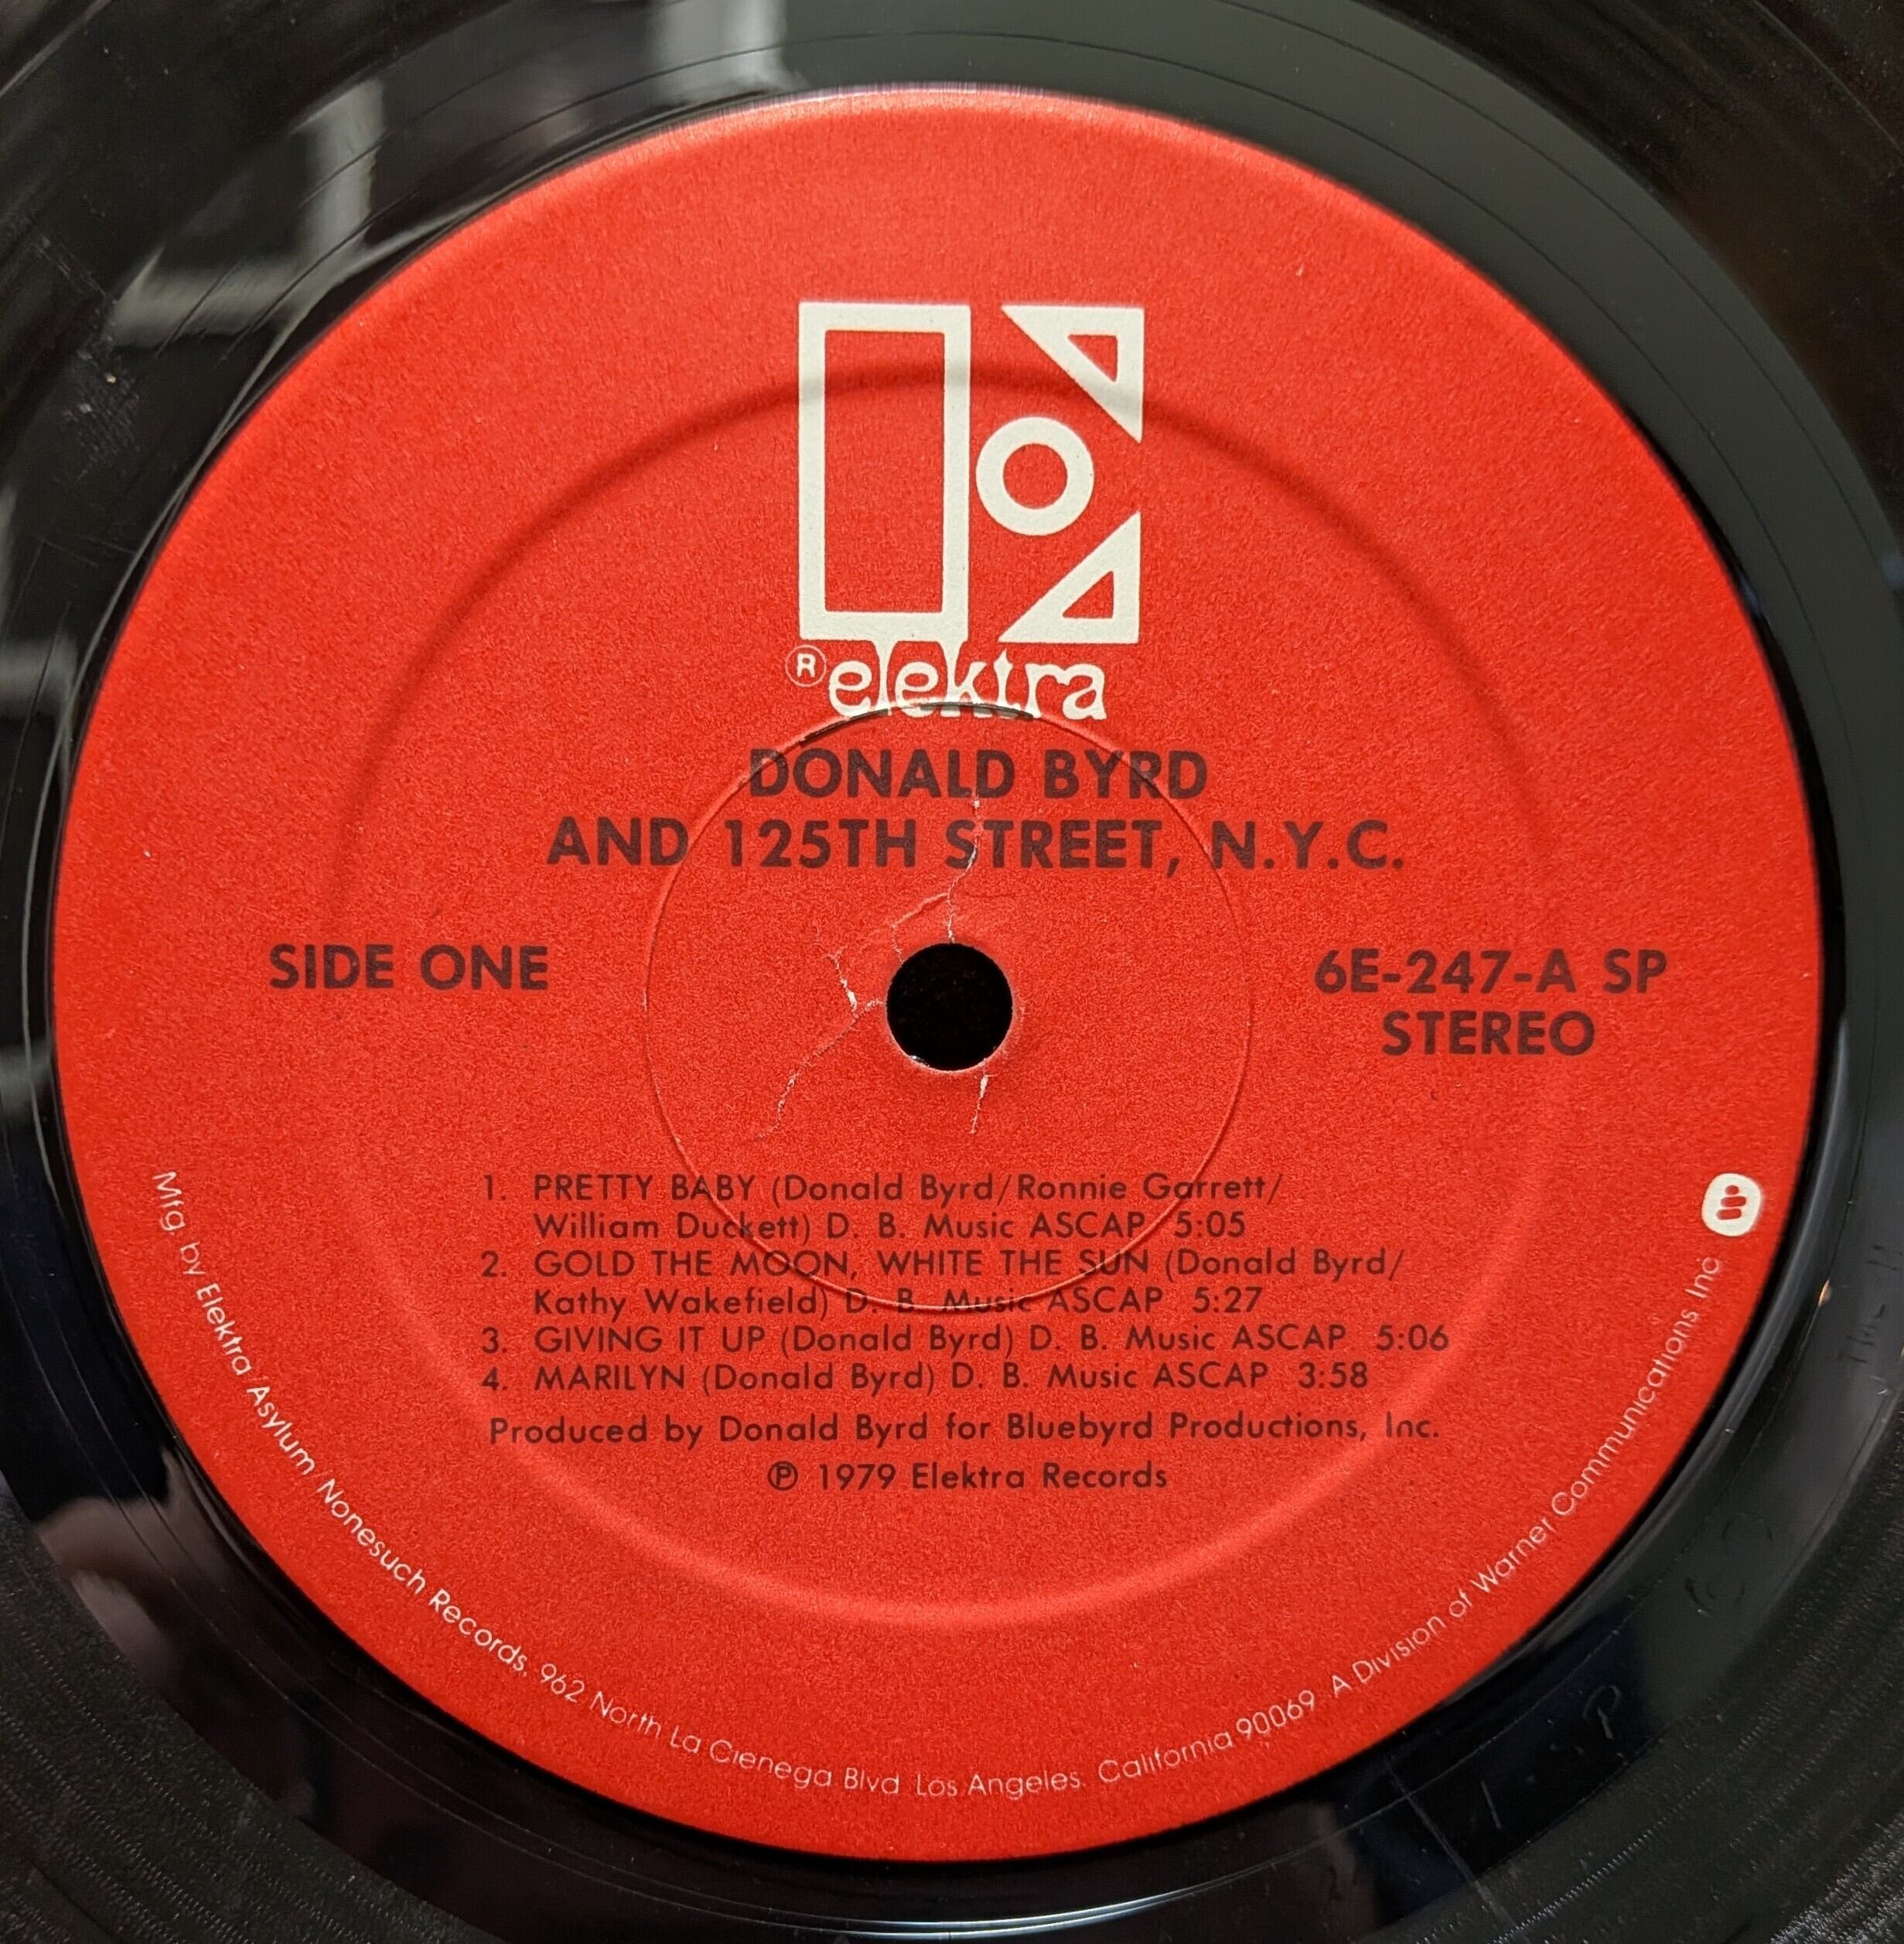 ® elektra
DONALD BYRD
AND 125TH STREET, N.Y.C.
SIDE ONE
6E-247-A SP
STEREO
1. PRETTY BABY (Donald Byrd/Ronnie Garrett/
William Duckett) D. B. Music ASCAP 5:05
2. GOLD THE MOON, WHITE THE SUN (Donald Byrd/
Kathy Wakefield) D. B. Music ASCAP 5:27
3. GIVING IT UP (Donald Byrd) D. B. Music ASCAP 5:06
4. MARILYN (Donald Byrd) D. B. Music ASCAP 3:58
Produced by Donald Byrd for Bluebyrd Productions, Inc.
℗ 1979 Elektra Records
Mfg. by Elektra/Asylum/Nonesuch Records, 962 North La Cienega Blvd. Los Angeles, California 90069 A Division of Warner Communications Inc